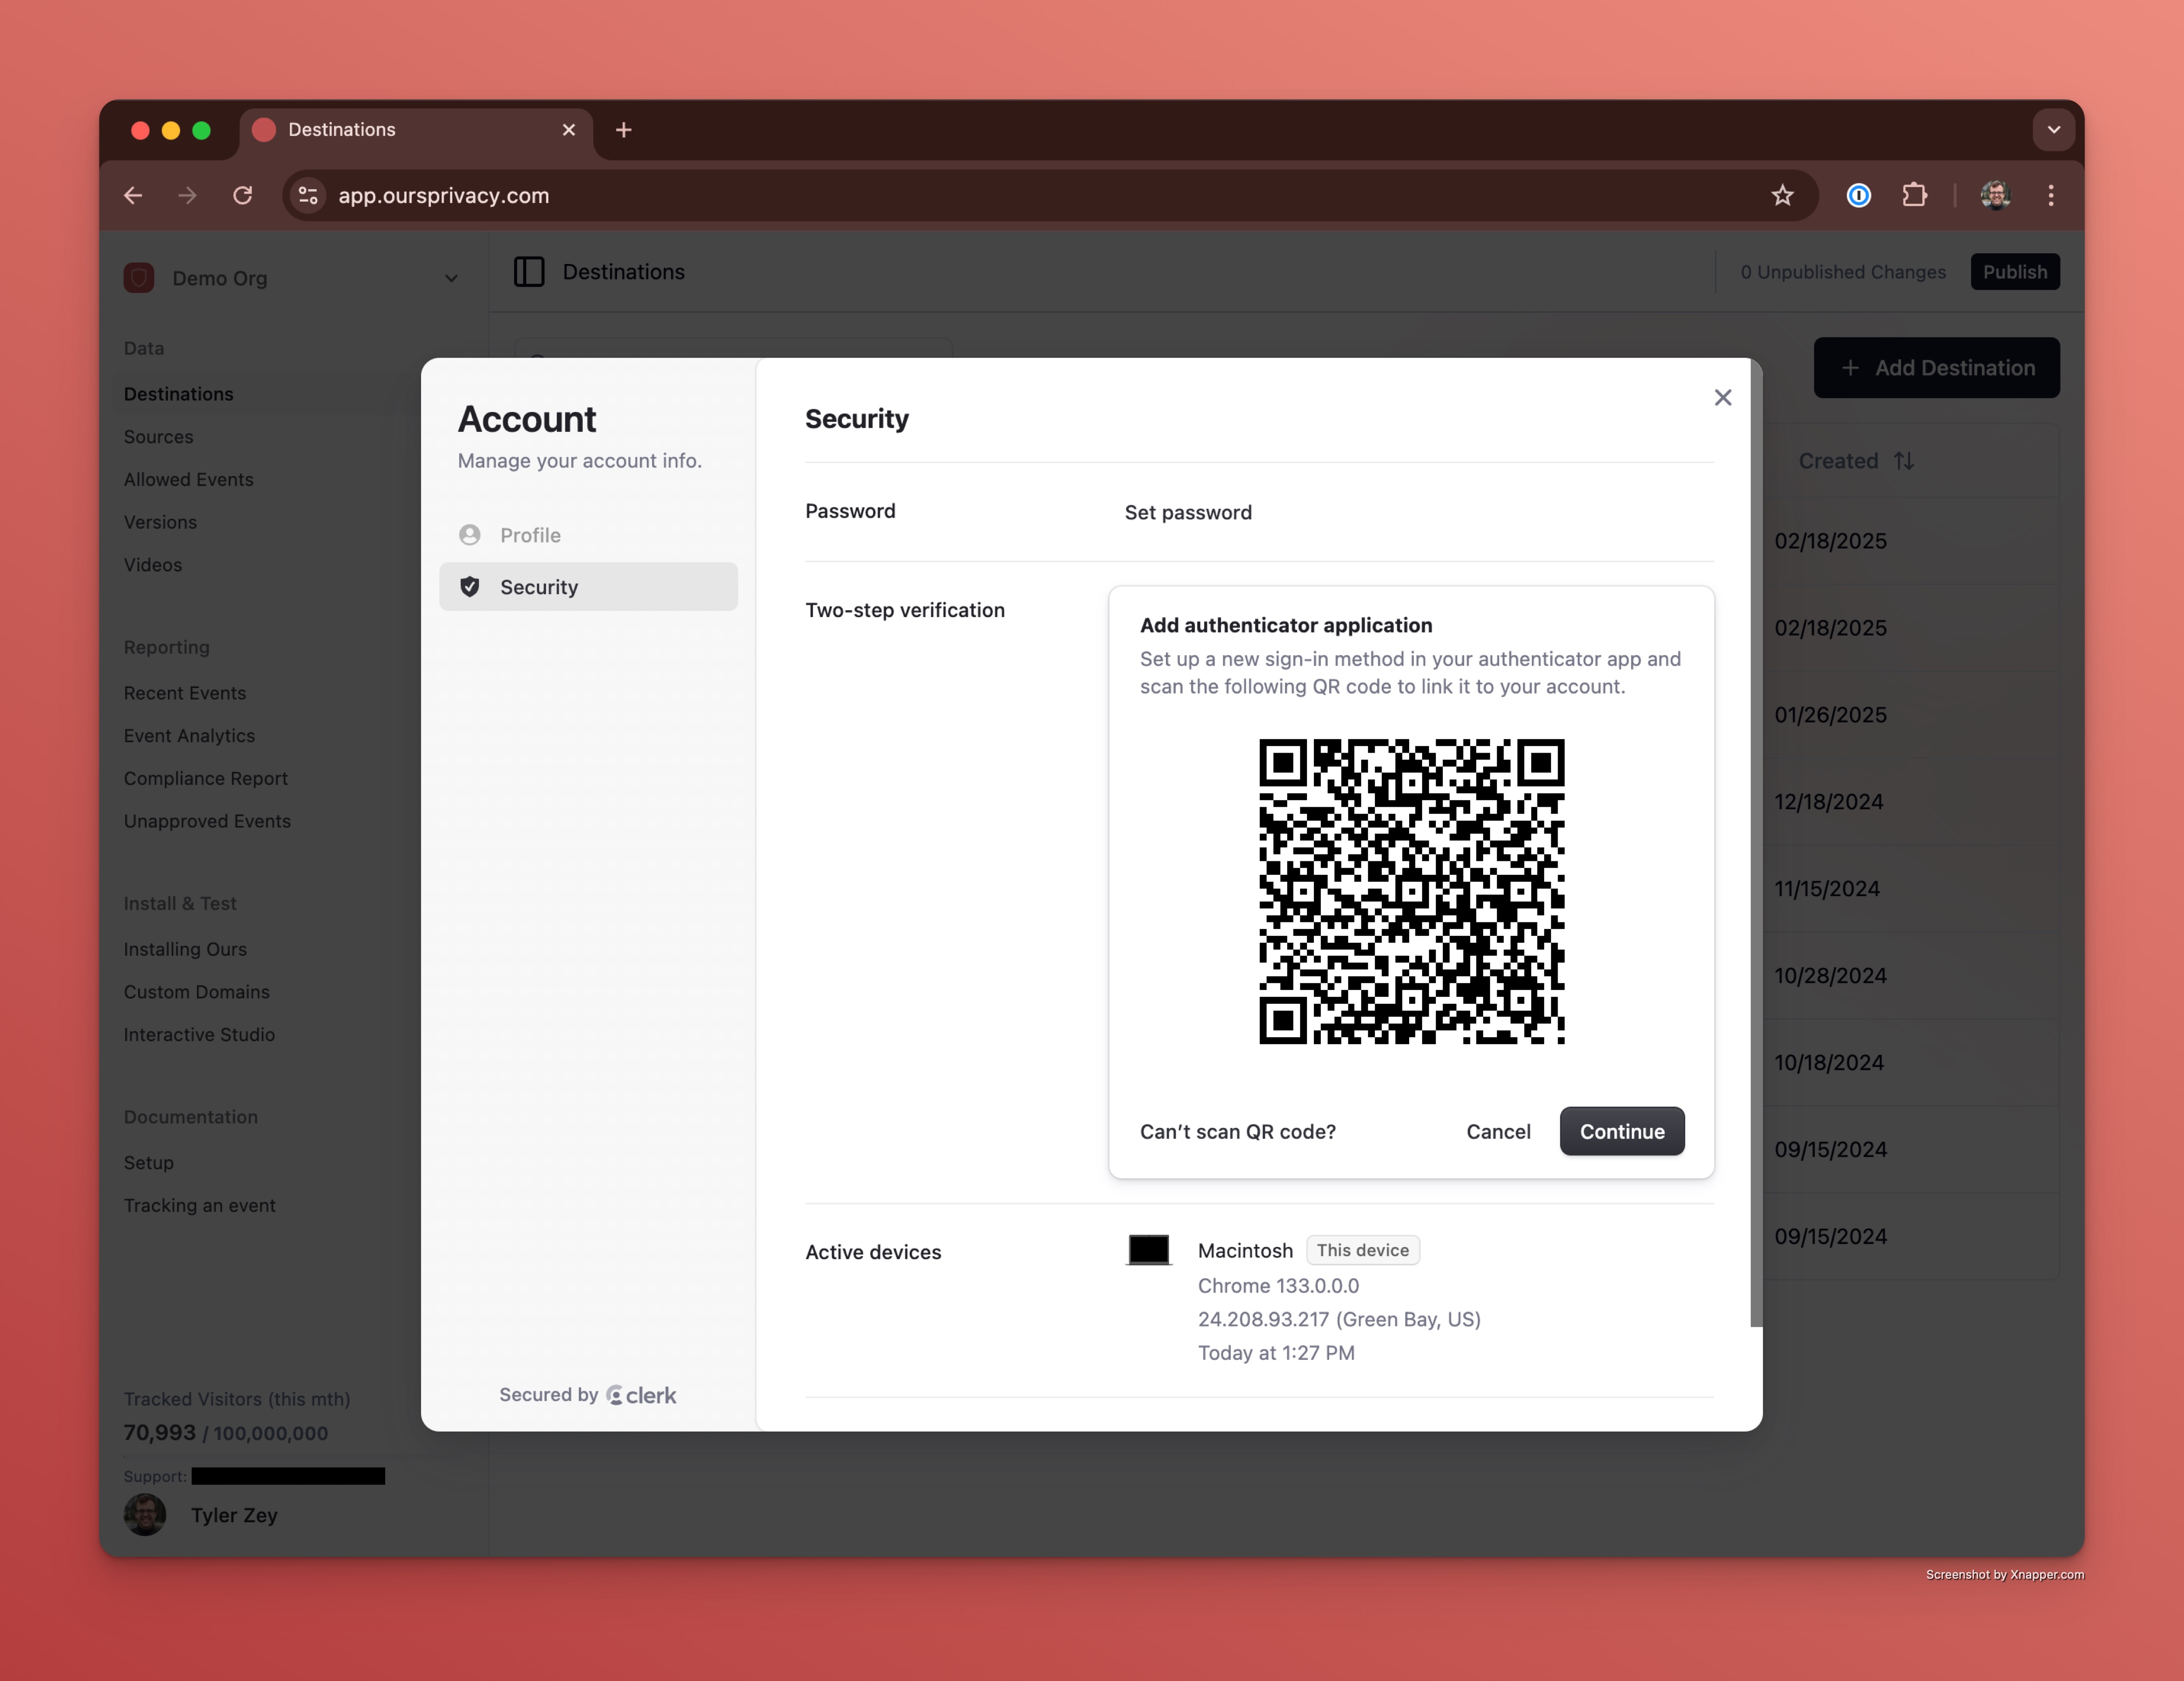 Destinations
app.oursprivacy.com
Demo Org
Destinations
0 Unpublished Changes
Publish
Data
Destinations
Sources
Allowed Events
Versions
Videos
Reporting
Recent Events
Event Analytics
Compliance Report
Unapproved Events
Install & Test
Installing Ours
Custom Domains
Interactive Studio
Documentation
Setup
Tracking an event
Tracked Visitors (this mth)
70,993 / 100,000,000
Support:
Tyler Zey
Account
Manage your account info.
Profile
Security
Secured by clerk
Security
Password
Set password
Two-step verification
Add authenticator application
Set up a new sign-in method in your authenticator app and
scan the following QR code to link it to your account.
Can't scan QR code?
Cancel
Continue
Active devices
Macintosh
This device
Chrome 133.0.0.0
24.208.93.217 (Green Bay, US)
Today at 1:27 PM
Add Destination
Created
02/18/2025
02/18/2025
01/26/2025
12/18/2024
11/15/2024
10/28/2024
10/18/2024
09/15/2024
09/15/2024
Screenshot by Xnapper.com